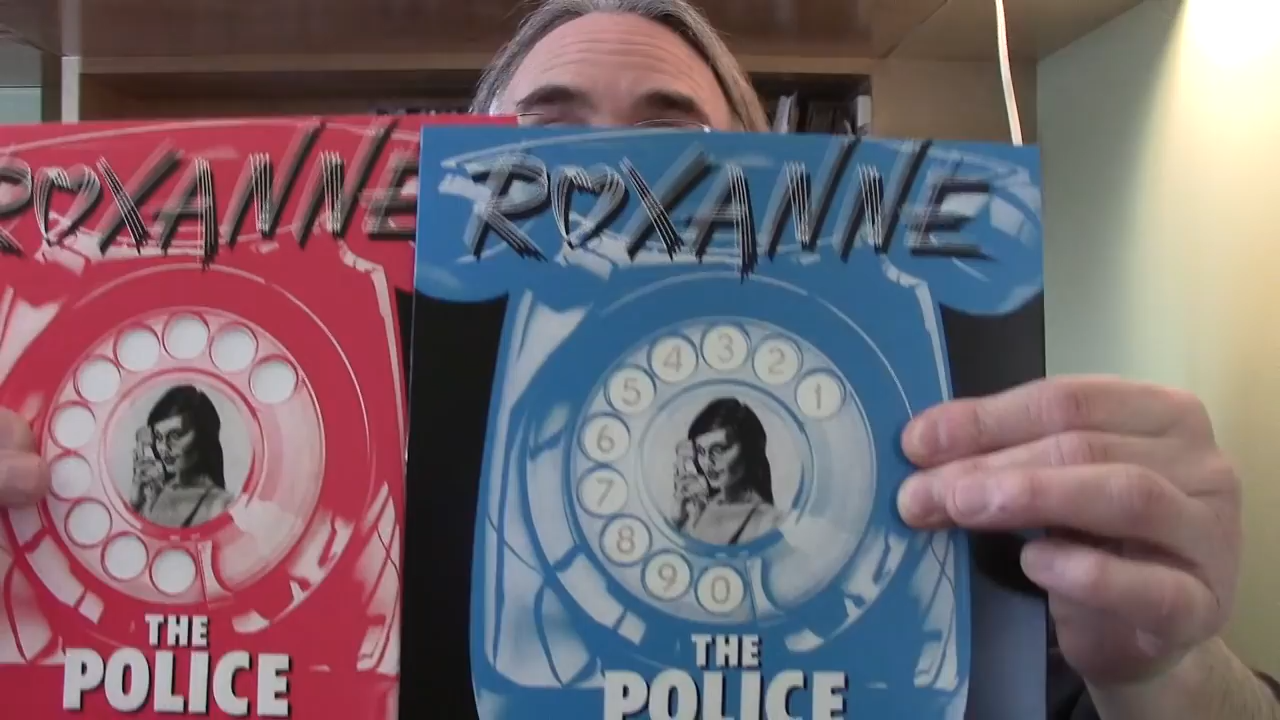 ROXANNE
THE
POLICE
ROXANNE
4 3 2
5 1
6
7
8
9 0
THE
POLICE